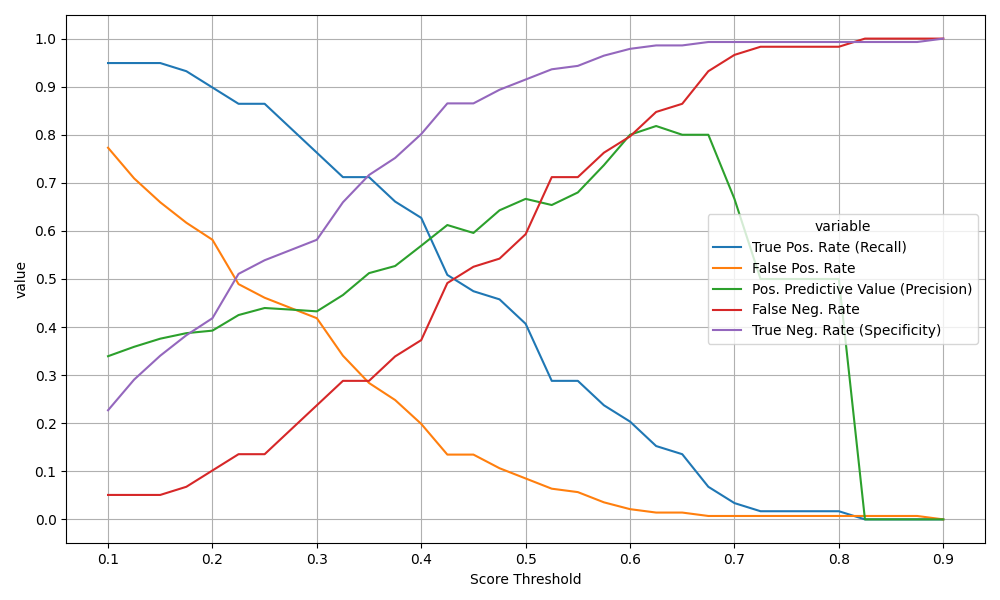 1.0
0.9
0.8
0.7
0.6
0.5
0.4
0.3
0.2
0.1
0.0
value
variable
True Pos. Rate (Recall)
False Pos. Rate
Pos. Predictive Value (Precision)
False Neg. Rate
True Neg. Rate (Specificity)
0.1 0.2 0.3 0.4 0.5 0.6 0.7 0.8 0.9
Score Threshold